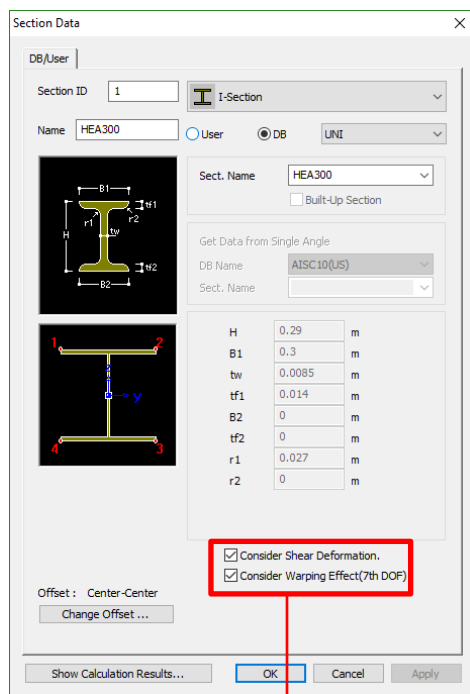 Section Data
DB/User
Section ID 1 I-Section
Name HEA300 User DB UNI
Sect. Name HEA300
Built-Up Section
B1
tf1
r1 r2
H tw
tf2
B2
Get Data from Single Angle
DB Name AISC10(US)
Sect. Name
1 2
z
y
4 3
H 0.29 m
B1 0.3 m
tw 0.0085 m
tf1 0.014 m
B2 0 m
tf2 0 m
r1 0.027 m
r2 0 m
Consider Shear Deformation.
Consider Warping Effect(7th DOF)
Offset : Center-Center
Change Offset ...
Show Calculation Results... OK Cancel Apply